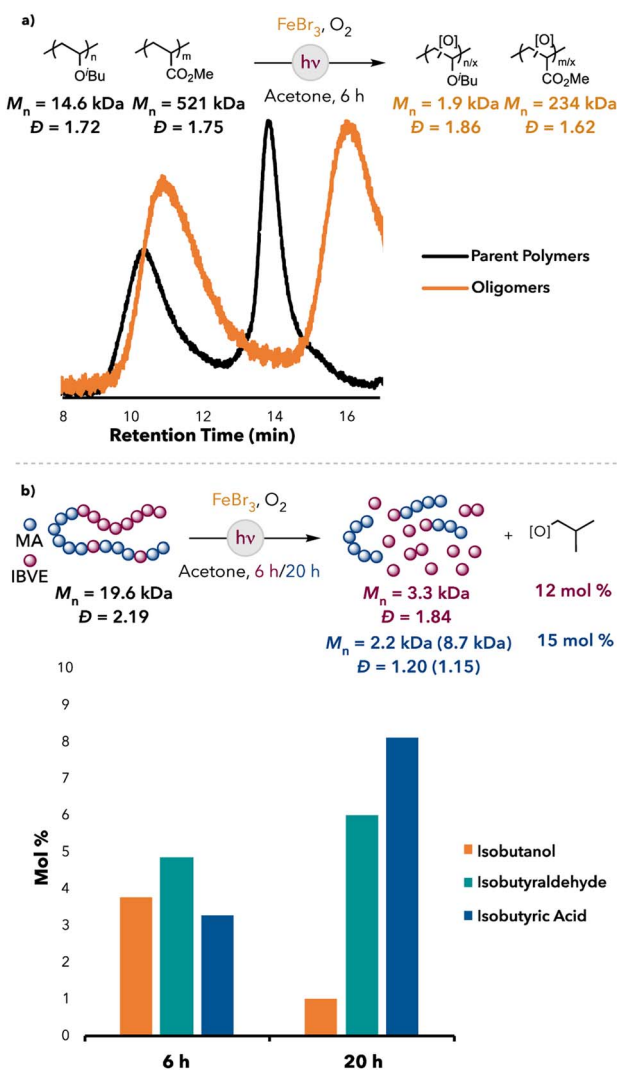 a)
FeBr3, O2
hν
Acetone, 6 h
n
OiBu
m
CO2Me
[O]
n/x
OiBu
[O]
m/x
CO2Me
Mn = 14.6 kDa Mn = 521 kDa
Đ = 1.72 Đ = 1.75
Mn = 1.9 kDa Mn = 234 kDa
Đ = 1.86 Đ = 1.62
Parent Polymers
Oligomers
8 10 12 14 16
Retention Time (min)
b)
FeBr3, O2
hν
Acetone, 6 h/20 h
MA
IBVE
Mn = 19.6 kDa
Đ = 2.19
+
[O]
Mn = 3.3 kDa
Đ = 1.84
12 mol %
Mn = 2.2 kDa (8.7 kDa)
Đ = 1.20 (1.15)
15 mol %
10
9
8
7
6
5
4
3
2
1
0
Mol %
Isobutanol
Isobutyraldehyde
Isobutyric Acid
6 h 20 h